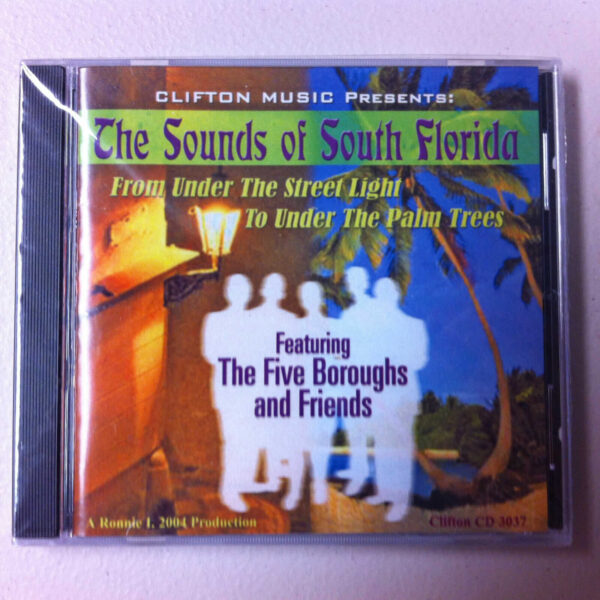 CLIFTON MUSIC PRESENTS:
The Sounds of South Florida
From Under The Street Light
To Under The Palm Trees
Featuring
The Five Boroughs
and Friends
A Ronnie I. 2004 Production
Clifton CD 3037